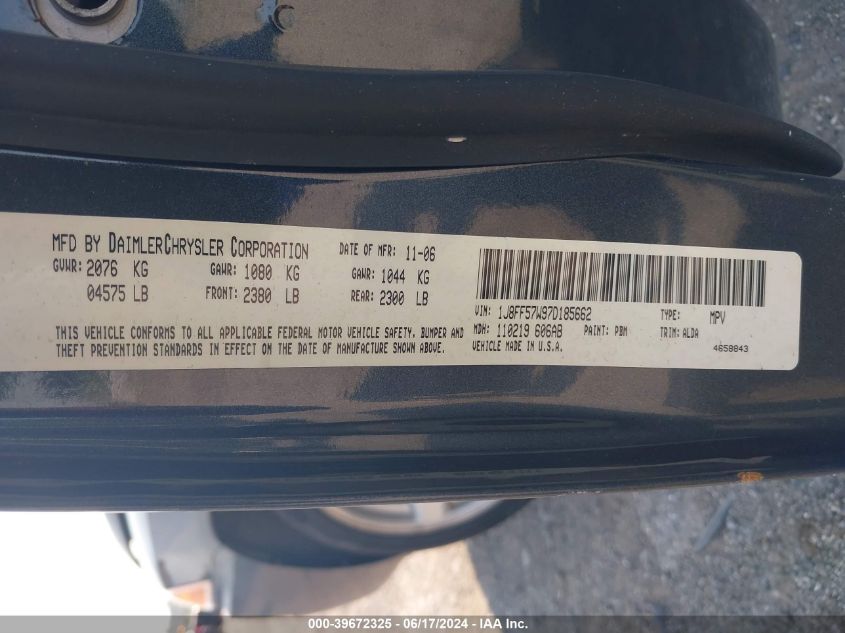 MFD BY DAIMLERCHRYSLER CORPORATION DATE OF MFR: 11-06
GVWR: 2076 KG GAWR: 1080 KG GAWR: 1044 KG
04575 LB FRONT: 2380 LB REAR: 2300 LB
THIS VEHICLE CONFORMS TO ALL APPLICABLE FEDERAL MOTOR VEHICLE SAFETY, BUMPER AND
THEFT PREVENTION STANDARDS IN EFFECT ON THE DATE OF MANUFACTURE SHOWN ABOVE.
VIN: 1J8FF57W97D185662 TYPE: MPV
MDH: 110219 606AB PAINT: PBM TRIM: ALDA
VEHICLE MADE IN U.S.A. 4658843
000-39672325 - 06/17/2024 - IAA Inc.